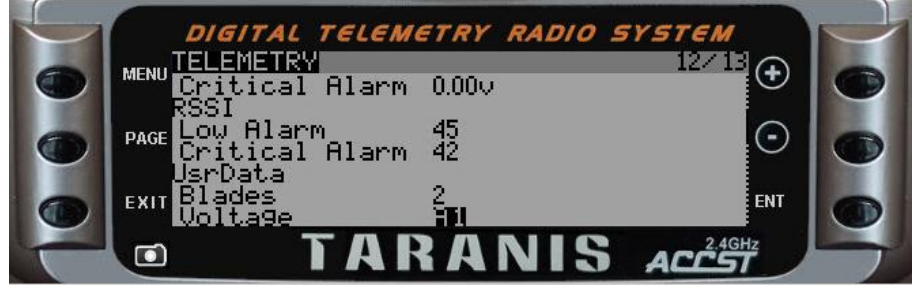 DIGITAL TELEMETRY RADIO SYSTEM
TELEMETRY 12/13
MENU
Critical Alarm 0.00v
RSSI
PAGE
Low Alarm 45
Critical Alarm 42
UsrData
EXIT
Blades 2
ENT
Voltage A1
TARANIS
2.4GHz
ACCST